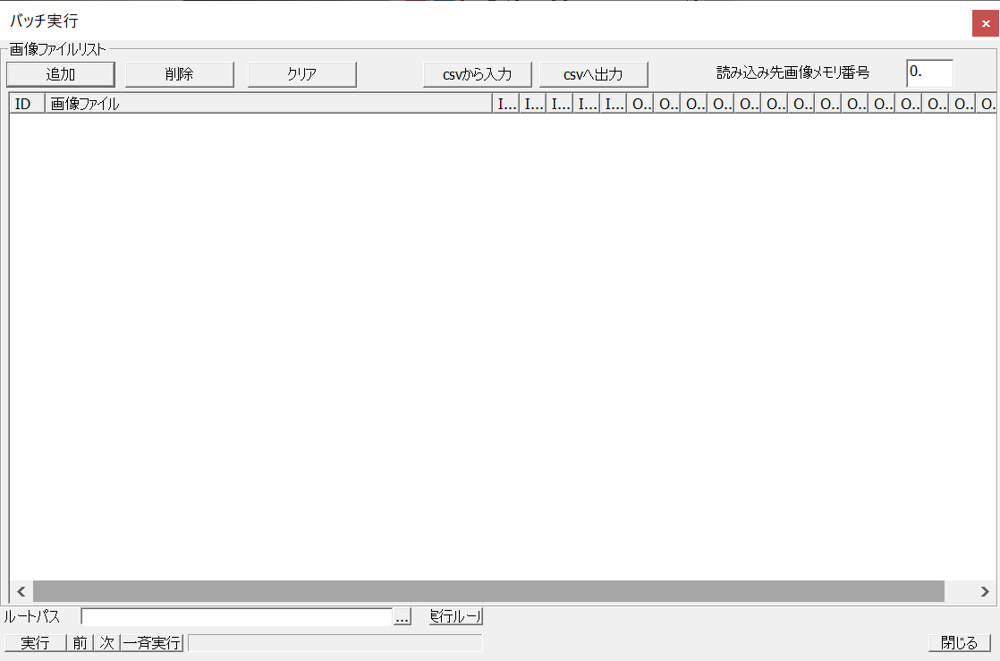 バッチ実行
画像ファイルリスト
追加 削除 クリア csvから入力 csvへ出力 読み込み先画像メモリ番号 0.
ID 画像ファイル I... I... I... I... I... O.. O.. O.. O.. O.. O.. O.. O.. O.. O.. O.. O.. O.. O.
ルートパス ... 実行ルール
実行 前 次 一斉実行 閉じる